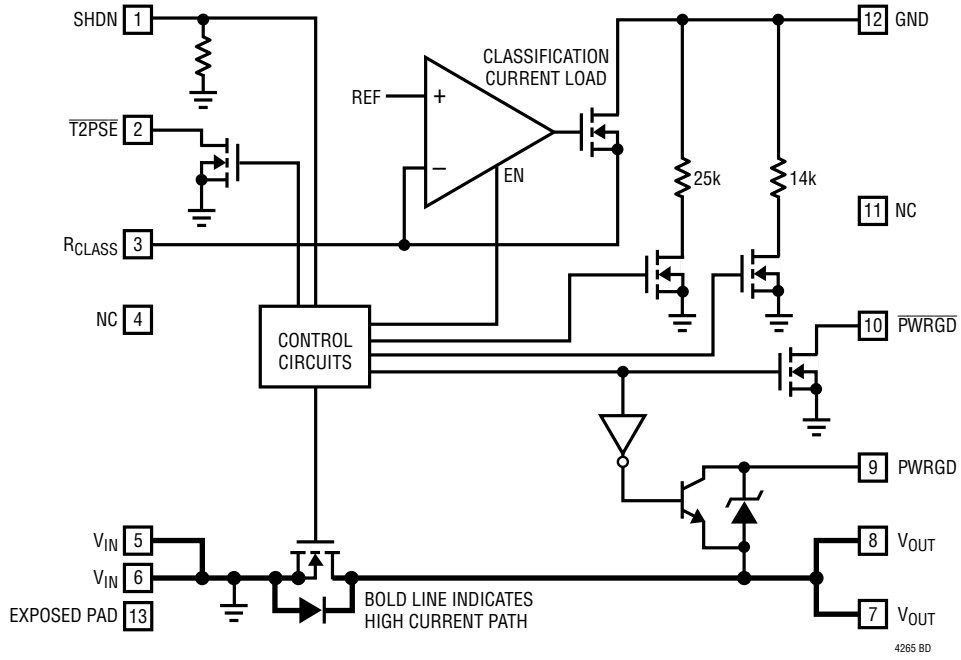 SHDN 1
12 GND
CLASSIFICATION
CURRENT LOAD
REF
+
T2PSE 2
−
EN
25k
14k
11 NC
RCLASS 3
NC 4
CONTROL
CIRCUITS
10 PWRGD
9 PWRGD
VIN 5
8 VOUT
VIN 6
BOLD LINE INDICATES
HIGH CURRENT PATH
EXPOSED PAD 13
7 VOUT
4265 BD